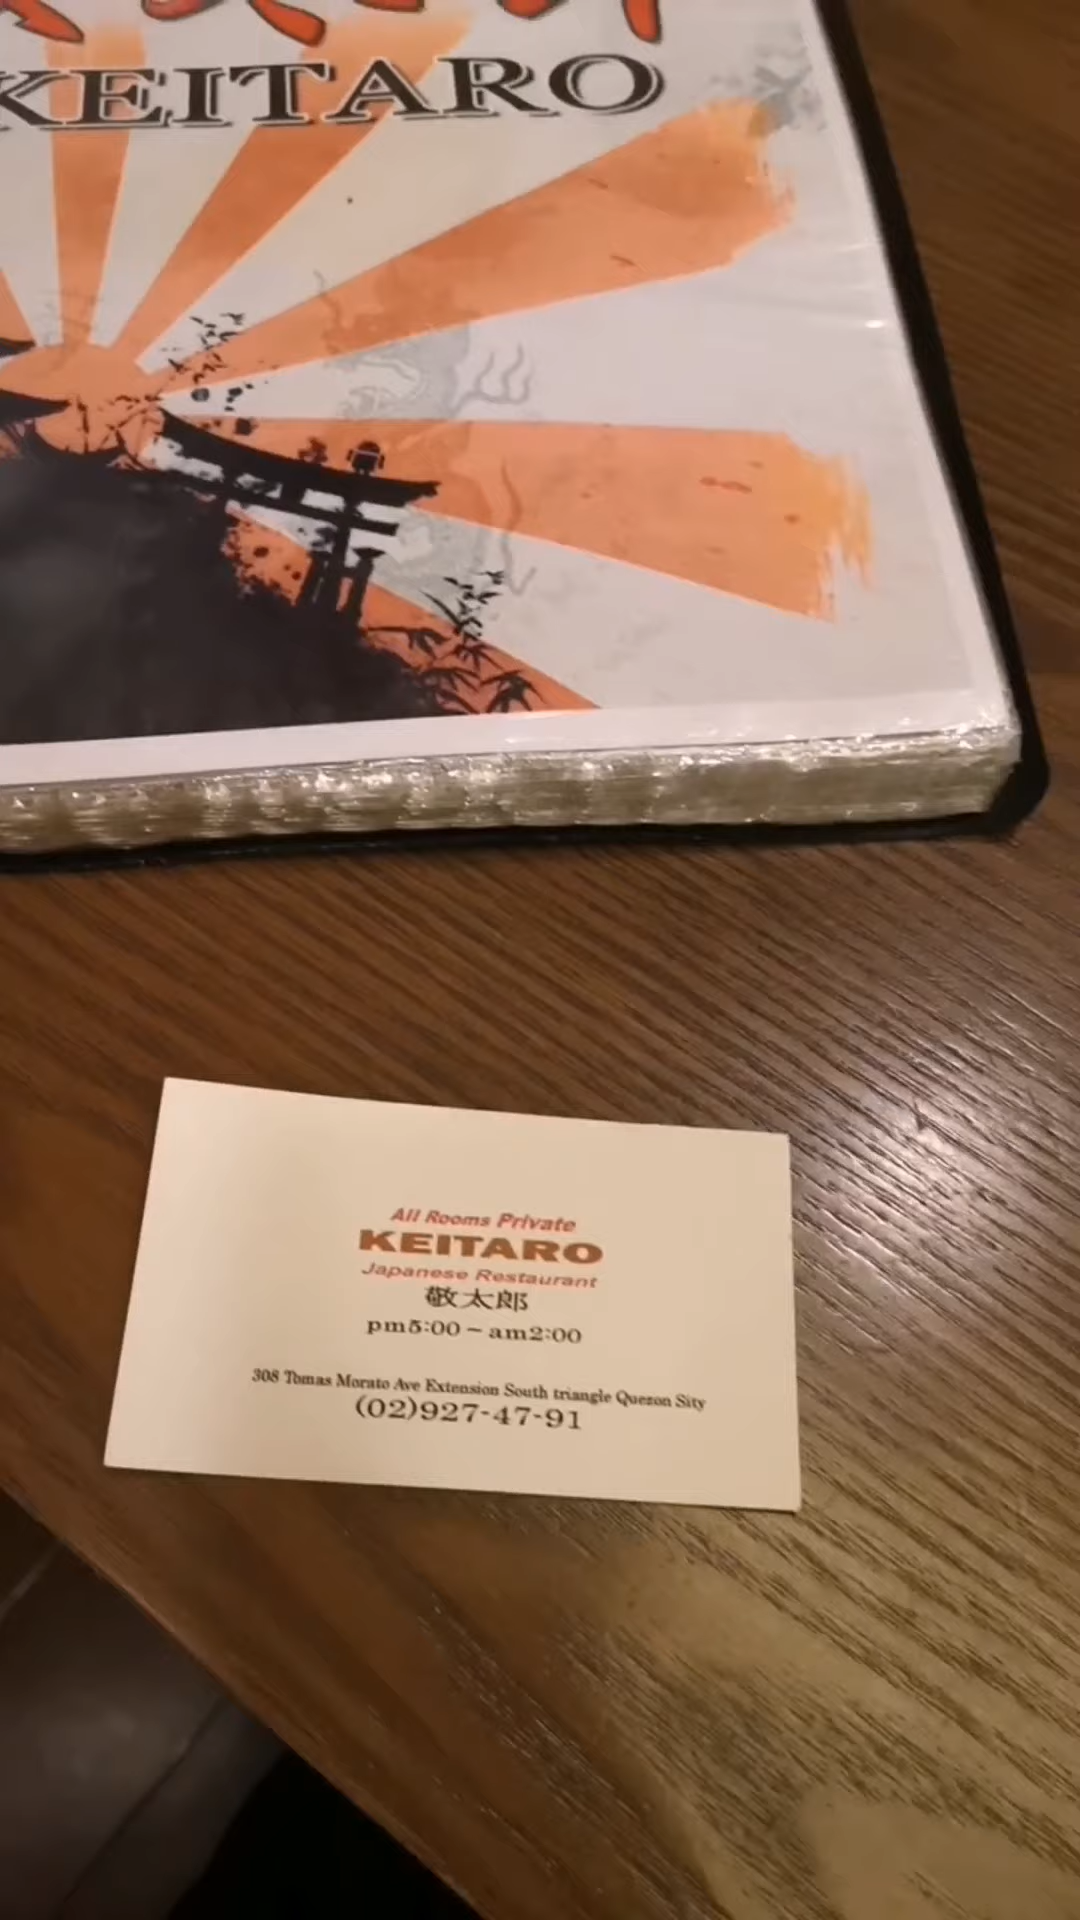 KEITARO
All Rooms Private
KEITARO
Japanese Restaurant
敬太郎
pm5:00 – am2:00
308 Tomas Morato Ave Extension South triangle Quezon Sity
(02)927-47-91